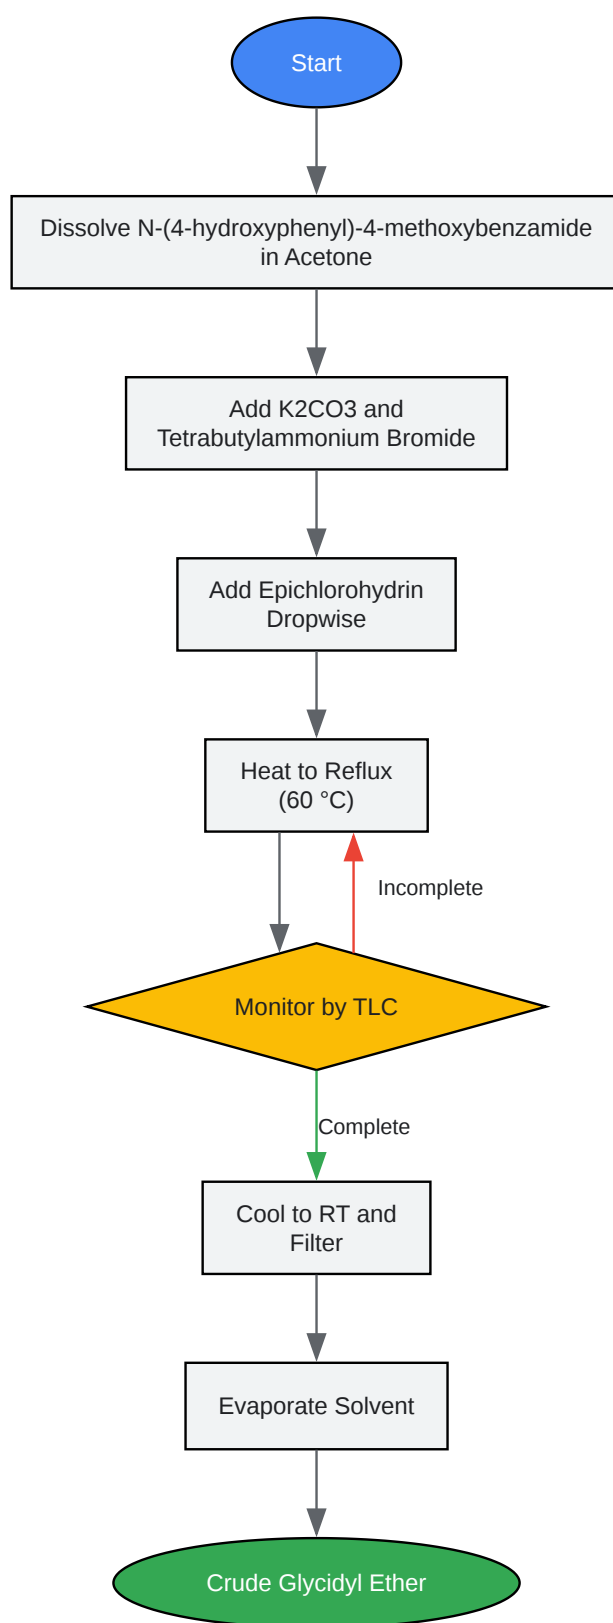 Start
Dissolve N-(4-hydroxyphenyl)-4-methoxybenzamide
in Acetone
Add K2CO3 and
Tetrabutylammonium Bromide
Add Epichlorohydrin
Dropwise
Heat to Reflux
(60 °C)
Incomplete
Monitor by TLC
Complete
Cool to RT and
Filter
Evaporate Solvent
Crude Glycidyl Ether